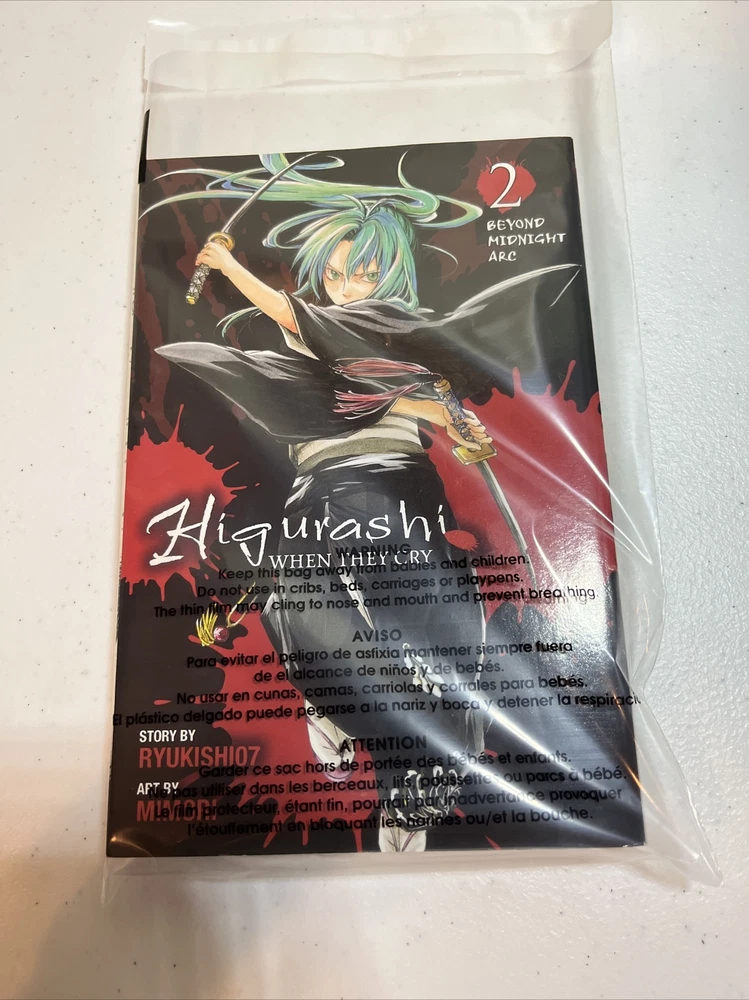 2
BEYOND
MIDNIGHT
ARC
Higurashi
WHEN THEY CRY
WARNING
Keep this bag away from babies and children.
Do not use in cribs, beds, carriages or playpens.
The thin film may cling to nose and mouth and prevent breathing.
AVISO
Para evitar el peligro de asfixia mantener siempre fuera
de el alcance de niños y de bebés.
No usar en cunas, camas, carriolas y corrales para bebés.
El plástico delgado puede pegarse a la nariz y boca y detener la respiraci
STORY BY
RYUKISHI07
ART BY
MIMORI
ATTENTION
Garder ce sac hors de portée des bébés et enfants.
pas utiliser dans les berceaux, lits, poussettes ou parcs à bébé.
Le film protecteur, étant fin, pourrait par inadvertance provoquer
l'étouffement en bloquant les narines ou/et la bouche.